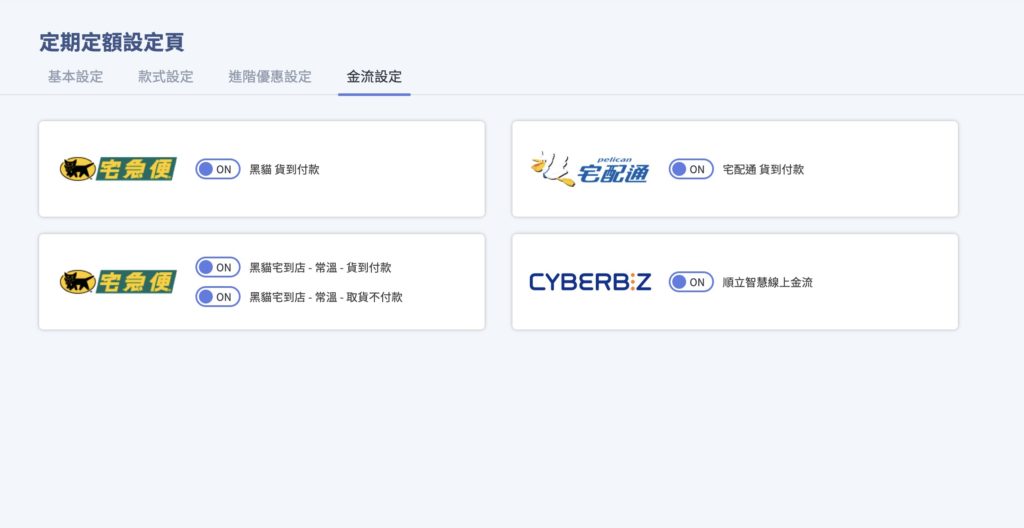 定期定額設定頁
基本設定 款式設定 進階優惠設定 金流設定
宅急便 ON 黑貓 貨到付款
pelican
宅配通 ON 宅配通 貨到付款
宅急便
ON 黑貓宅到店 - 常溫 - 貨到付款
ON 黑貓宅到店 - 常溫 - 取貨不付款
CYBERBIZ ON 順立智慧線上金流